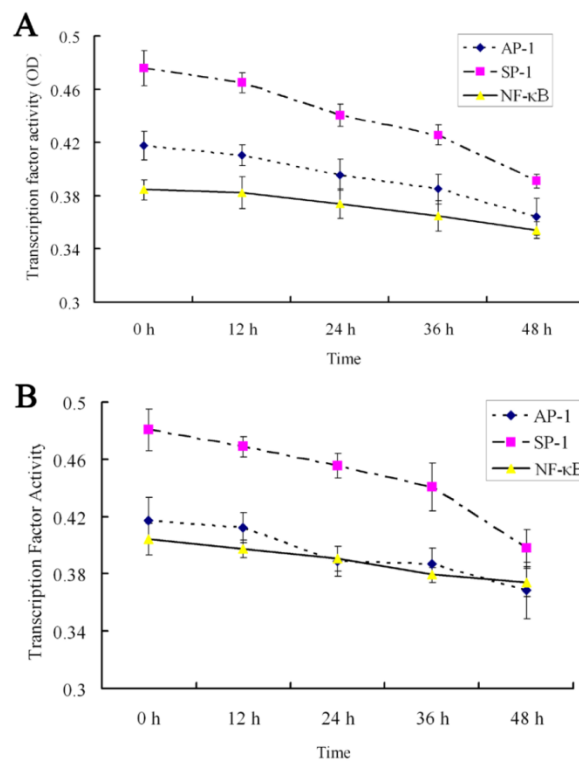 A
Transcription factor activity (OD)
0.5
0.46
0.42
0.38
0.34
0.3
AP-1
SP-1
NF-κB
0 h 12 h 24 h 36 h 48 h
Time
B
Transcription Factor Activity
0.5
0.46
0.42
0.38
0.34
0.3
AP-1
SP-1
NF-κB
0 h 12 h 24 h 36 h 48 h
Time